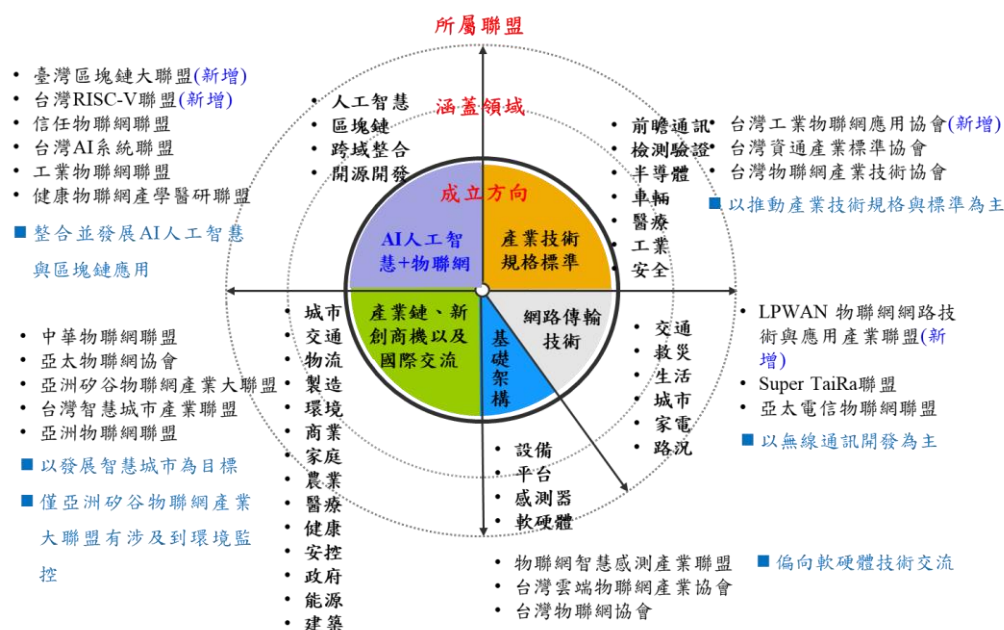 所屬聯盟
涵蓋領域
成立方向
• 臺灣區塊鏈大聯盟(新增)
• 台灣RISC-V聯盟(新增)
• 信任物聯網聯盟
• 台灣AI系統聯盟
• 工業物聯網聯盟
• 健康物聯網產學醫研聯盟
■ 整合並發展AI人工智慧
與區塊鏈應用
• 人工智慧
• 區塊鏈
• 跨域整合
• 開源開發
AI人工智
慧+物聯網
產業技術
規格標準
• 前瞻通訊
• 檢測驗證
• 半導體
• 車輛
• 醫療
• 工業
• 安全
• 台灣工業物聯網應用協會(新增)
• 台灣資通產業標準協會
• 台灣物聯網產業技術協會
■ 以推動產業技術規格與標準為主
• 中華物聯網聯盟
• 亞太物聯網協會
• 亞洲矽谷物聯網產業大聯盟
• 台灣智慧城市產業聯盟
• 亞洲物聯網聯盟
■ 以發展智慧城市為目標
■ 僅亞洲矽谷物聯網產業
大聯盟有涉及到環境監
控
• 城市
• 交通
• 物流
• 製造
• 環境
• 商業
• 家庭
• 農業
• 醫療
• 健康
• 安控
• 政府
• 能源
• 建築
產業鏈、新
創商機以及
國際交流
基
礎
架
構
網路傳輸
技術
• 交通
• 救災
• 生活
• 城市
• 家電
• 路況
• LPWAN 物聯網網路技
術與應用產業聯盟(新
增)
• Super TaiRa聯盟
• 亞太電信物聯網聯盟
■ 以無線通訊開發為主
• 設備
• 平台
• 感測器
• 軟硬體
• 物聯網智慧感測產業聯盟
• 台灣雲端物聯網產業協會
• 台灣物聯網協會
■ 偏向軟硬體技術交流